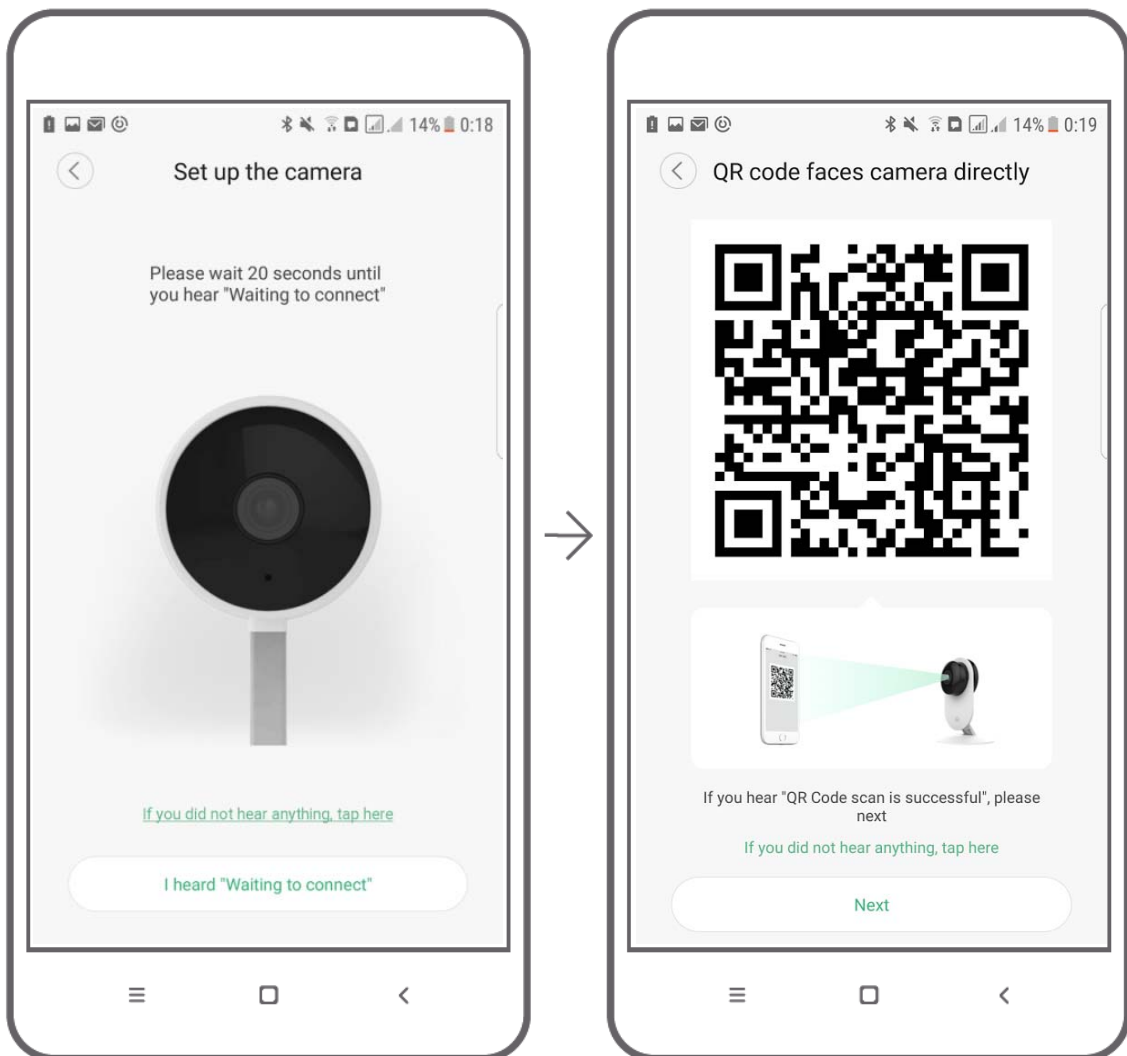 14% 0:18
Set up the camera
Please wait 20 seconds until
you hear "Waiting to connect"
If you did not hear anything, tap here
I heard "Waiting to connect"
14% 0:19
QR code faces camera directly
If you hear "QR Code scan is successful", please
next
If you did not hear anything, tap here
Next